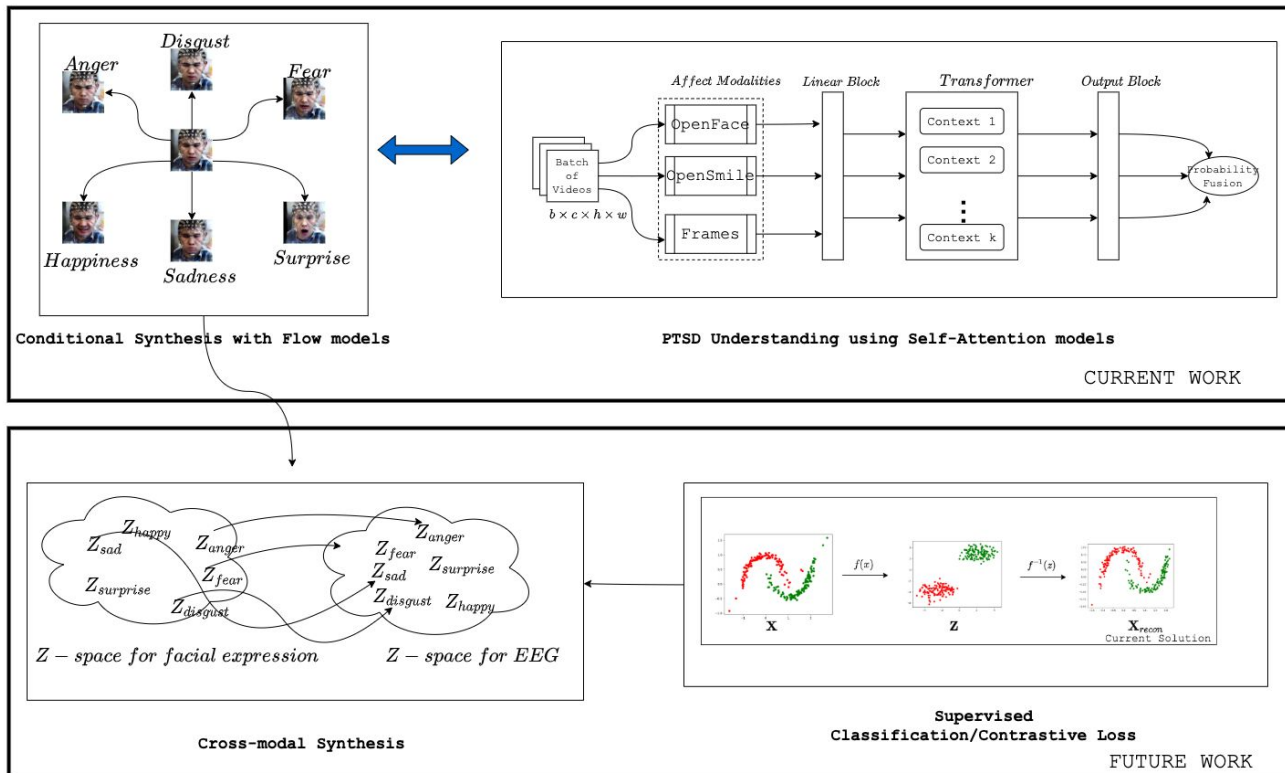 Disgust
Anger
Fear
Happiness
Sadness
Surprise
Conditional Synthesis with Flow models
Affect Modalities
Linear Block
Transformer
Output Block
Batch
of
Videos
b × c × h × w
OpenFace
OpenSmile
Frames
Context 1
Context 2
Context k
Probability
Fusion
PTSD Understanding using Self-Attention models
CURRENT WORK
Z_happy
Z_sad
Z_anger
Z_surprise
Z_fear
Z_disgust
Z – space for facial expression
Z_anger
Z_fear
Z_sad
Z_surprise
Z_disgust
Z_happy
Z – space for EEG
Cross-modal Synthesis
f(x)
f⁻¹(z)
X
Z
X_recon
Current Solution
Supervised
Classification/Contrastive Loss
FUTURE WORK